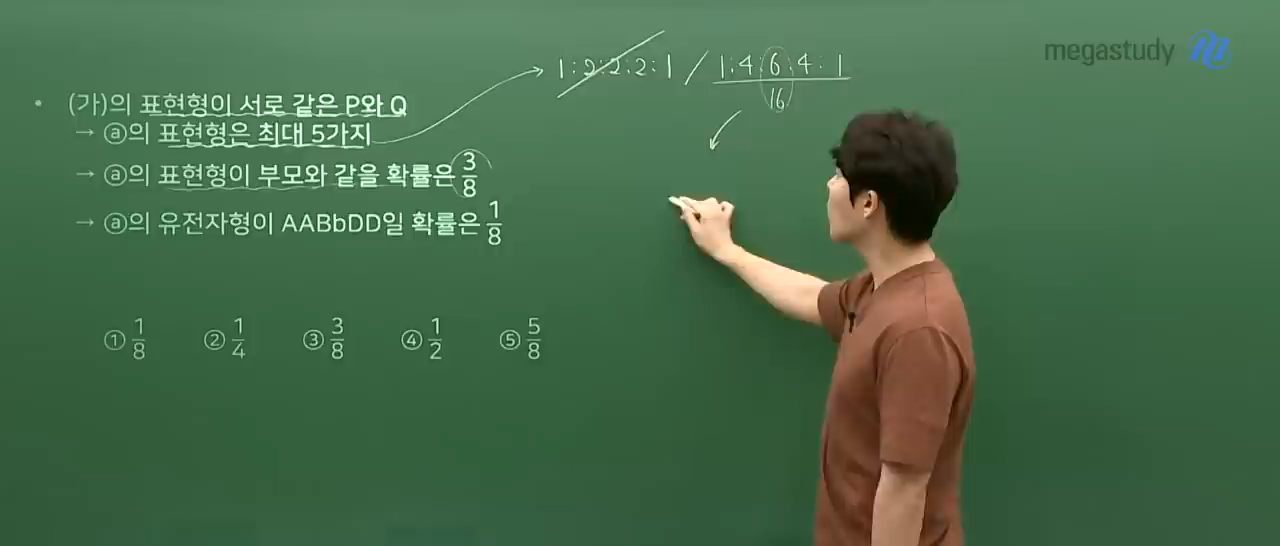 megastudy
1:2:2:2:1 / 1:4:6:4:1
16
• (가)의 표현형이 서로 같은 P와 Q
→ ⓐ의 표현형은 최대 5가지
→ ⓐ의 표현형이 부모와 같을 확률은 3/8
→ ⓐ의 유전자형이 AABbDD일 확률은 1/8
① 1/8 ② 1/4 ③ 3/8 ④ 1/2 ⑤ 5/8